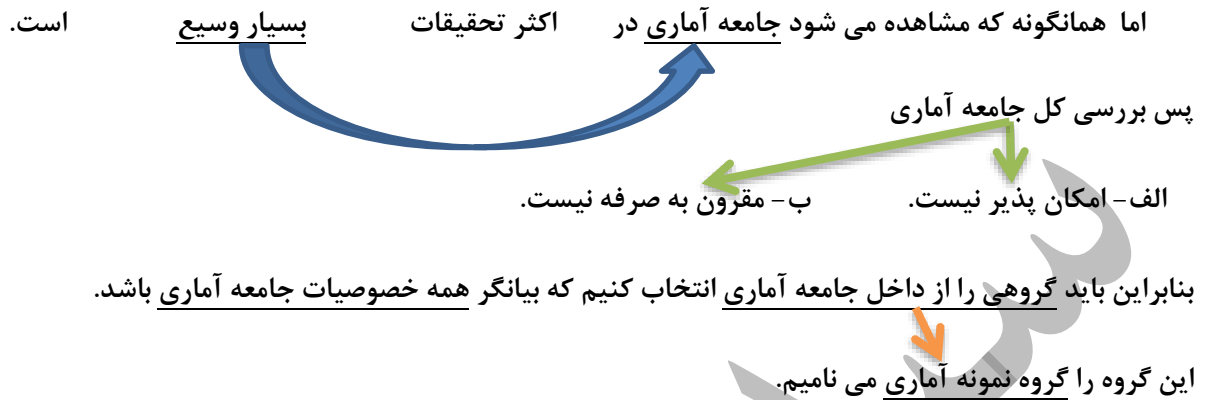 اما همانگونه که مشاهده می شود جامعه آماری در اکثر تحقیقات بسیار وسیع است.
پس بررسی کل جامعه آماری
الف- امکان پذیر نیست. ب- مقرون به صرفه نیست.
بنابراین باید گروهی را از داخل جامعه آماری انتخاب کنیم که بیانگر همه خصوصیات جامعه آماری باشد.
این گروه را گروه نمونه آماری می نامیم.